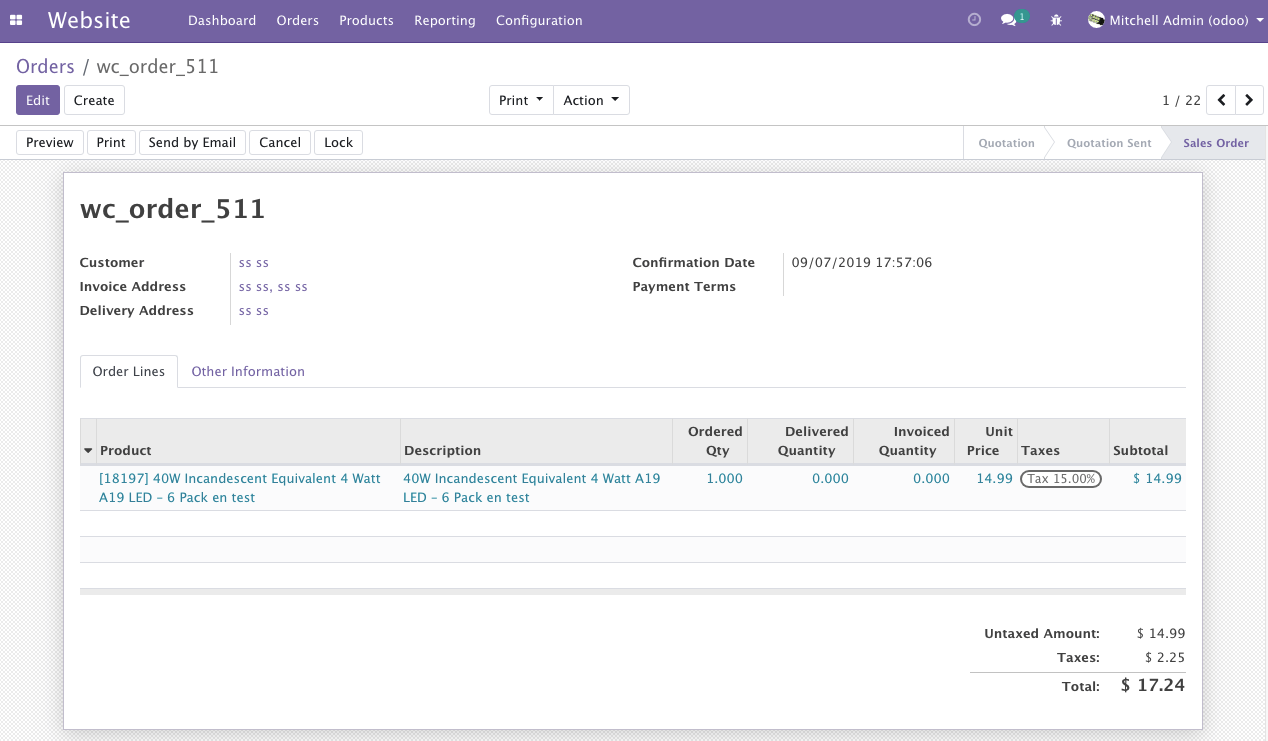 Website Dashboard Orders Products Reporting Configuration 1 Mitchell Admin (odoo)
Orders / wc_order_511
Edit Create Print Action 1 / 22
Preview Print Send by Email Cancel Lock Quotation Quotation Sent Sales Order
wc_order_511
Customer ss ss Confirmation Date 09/07/2019 17:57:06
Invoice Address ss ss, ss ss Payment Terms
Delivery Address ss ss
Order Lines Other Information
Ordered Delivered Invoiced Unit
Product Description Qty Quantity Quantity Price Taxes Subtotal
[18197] 40W Incandescent Equivalent 4 Watt 40W Incandescent Equivalent 4 Watt A19 1.000 0.000 0.000 14.99 Tax 15.00% $ 14.99
A19 LED – 6 Pack en test LED – 6 Pack en test
Untaxed Amount: $ 14.99
Taxes: $ 2.25
Total: $ 17.24